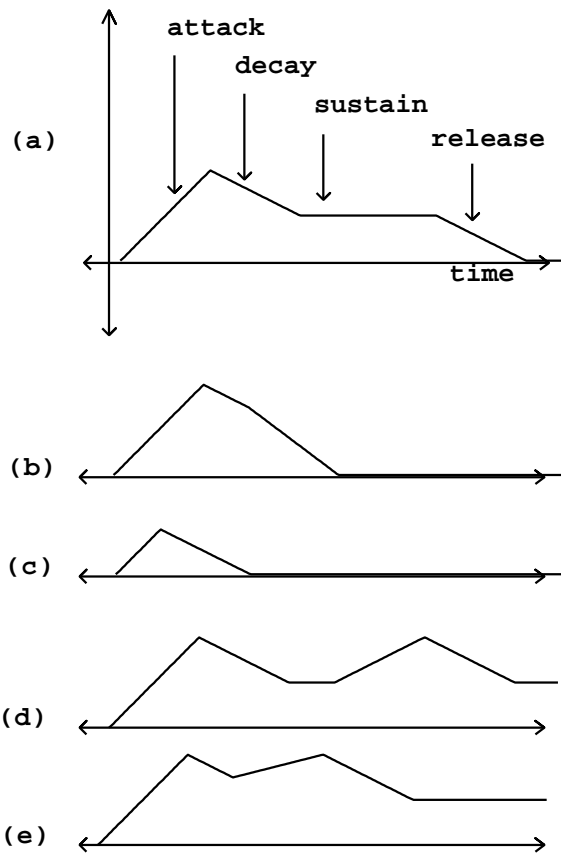 attack
decay
sustain
(a)
release
time
(b)
(c)
(d)
(e)